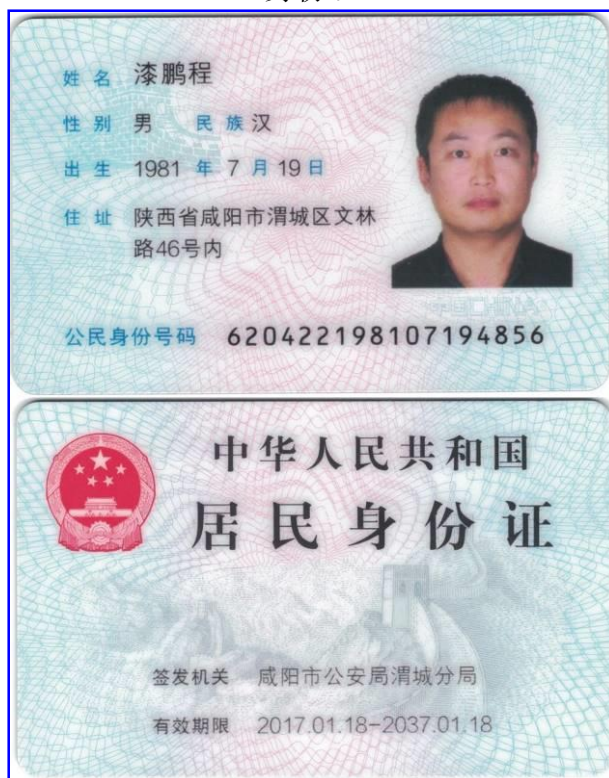 姓名 漆鹏程
性别 男 民族 汉
出生 1981 年 7 月 19 日
住址 陕西省咸阳市渭城区文林
路46号内
公民身份号码 620422198107194856
中华人民共和国
居民身份证
签发机关 咸阳市公安局渭城分局
有效期限 2017.01.18-2037.01.18